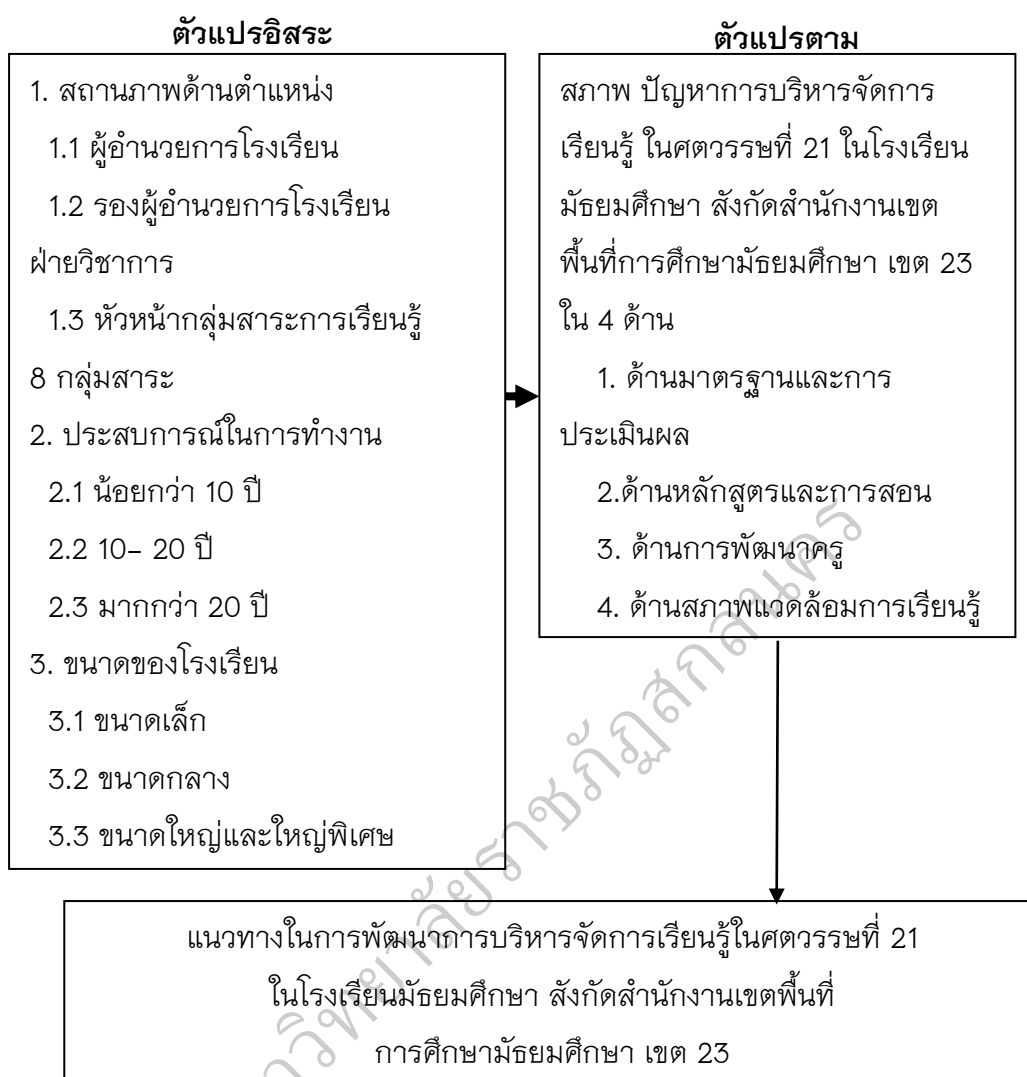 ตัวแปรอิสระ
1. สถานภาพด้านตำแหน่ง
1.1 ผู้อำนวยการโรงเรียน
1.2 รองผู้อำนวยการโรงเรียน
ฝ่ายวิชาการ
1.3 หัวหน้ากลุ่มสาระการเรียนรู้
8 กลุ่มสาระ
2. ประสบการณ์ในการทำงาน
2.1 น้อยกว่า 10 ปี
2.2 10– 20 ปี
2.3 มากกว่า 20 ปี
3. ขนาดของโรงเรียน
3.1 ขนาดเล็ก
3.2 ขนาดกลาง
3.3 ขนาดใหญ่และใหญ่พิเศษ
ตัวแปรตาม
สภาพ ปัญหาการบริหารจัดการ
เรียนรู้ ในศตวรรษที่ 21 ในโรงเรียน
มัธยมศึกษา สังกัดสำนักงานเขต
พื้นที่การศึกษามัธยมศึกษา เขต 23
ใน 4 ด้าน
1. ด้านมาตรฐานและการ
ประเมินผล
2.ด้านหลักสูตรและการสอน
3. ด้านการพัฒนาครู
4. ด้านสภาพแวดล้อมการเรียนรู้
แนวทางในการพัฒนาการบริหารจัดการเรียนรู้ในศตวรรษที่ 21
ในโรงเรียนมัธยมศึกษา สังกัดสำนักงานเขตพื้นที่
การศึกษามัธยมศึกษา เขต 23